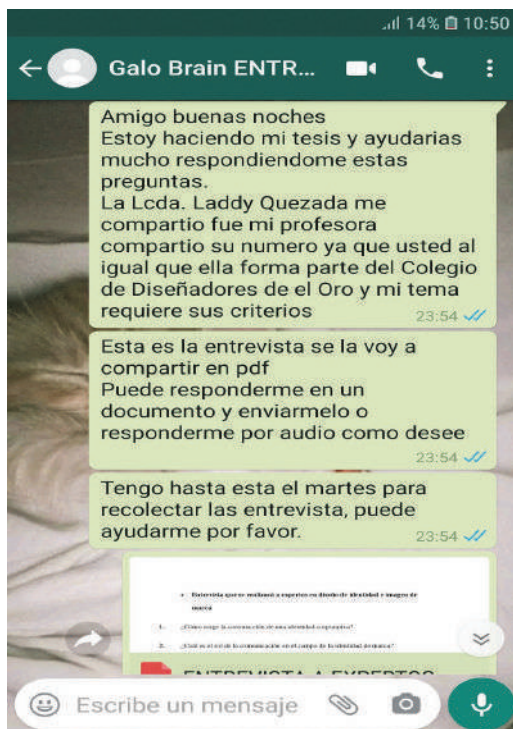 14% 10:50
Galo Brain ENTR...
Amigo buenas noches
Estoy haciendo mi tesis y ayudarias
mucho respondiendome estas
preguntas.
La Lcda. Laddy Quezada me
compartio fue mi profesora
compartio su numero ya que usted al
igual que ella forma parte del Colegio
de Diseñadores de el Oro y mi tema
requiere sus criterios
23:54
Esta es la entrevista se la voy a
compartir en pdf
Puede responderme en un
documento y enviarmelo o
responderme por audio como desee
23:54
Tengo hasta esta el martes para
recolectar las entrevista, puede
ayudarme por favor.
23:54
• Entrevista que se realizará a expertos en diseño de identidad e imagen de
marca
1. ¿Cómo surge la comunicación de una identidad corporativa?
2. ¿Cuál es el rol de la comunicación en el campo de la identidad de marca?
ENTREVISTA A EXPERTOS
Escribe un mensaje